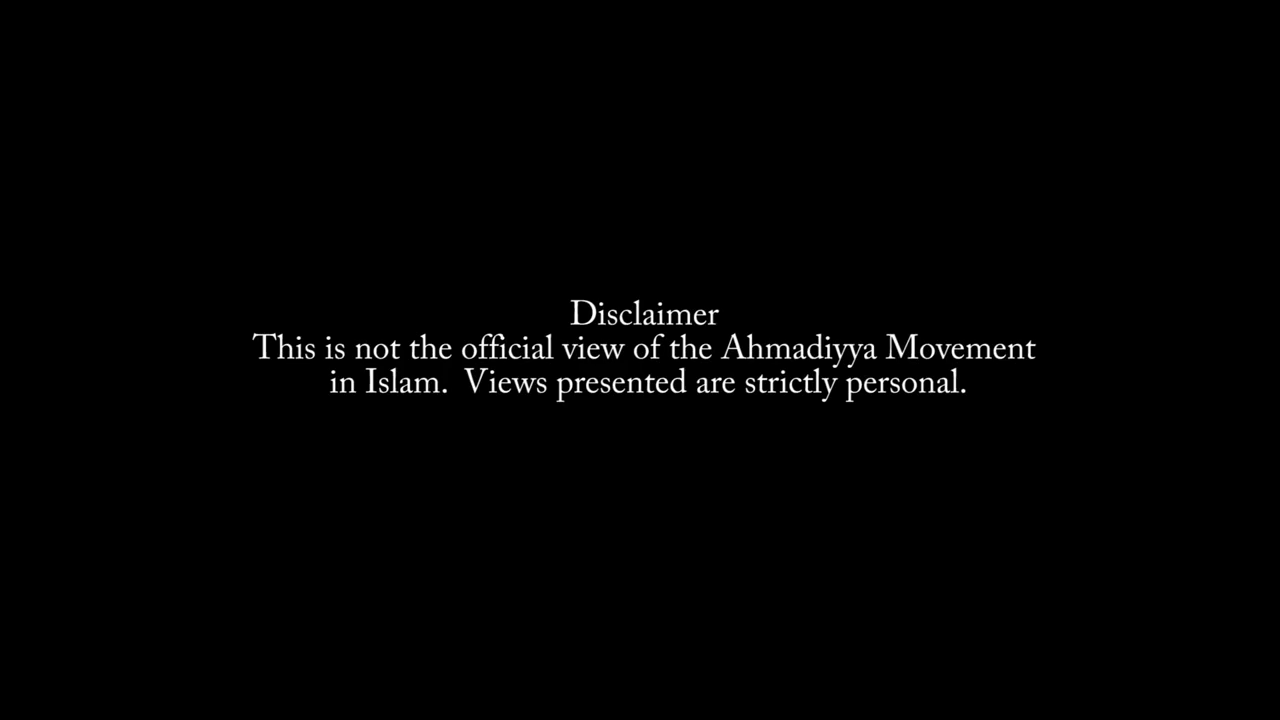 Disclaimer
This is not the official view of the Ahmadiyya Movement
in Islam.  Views presented are strictly personal.